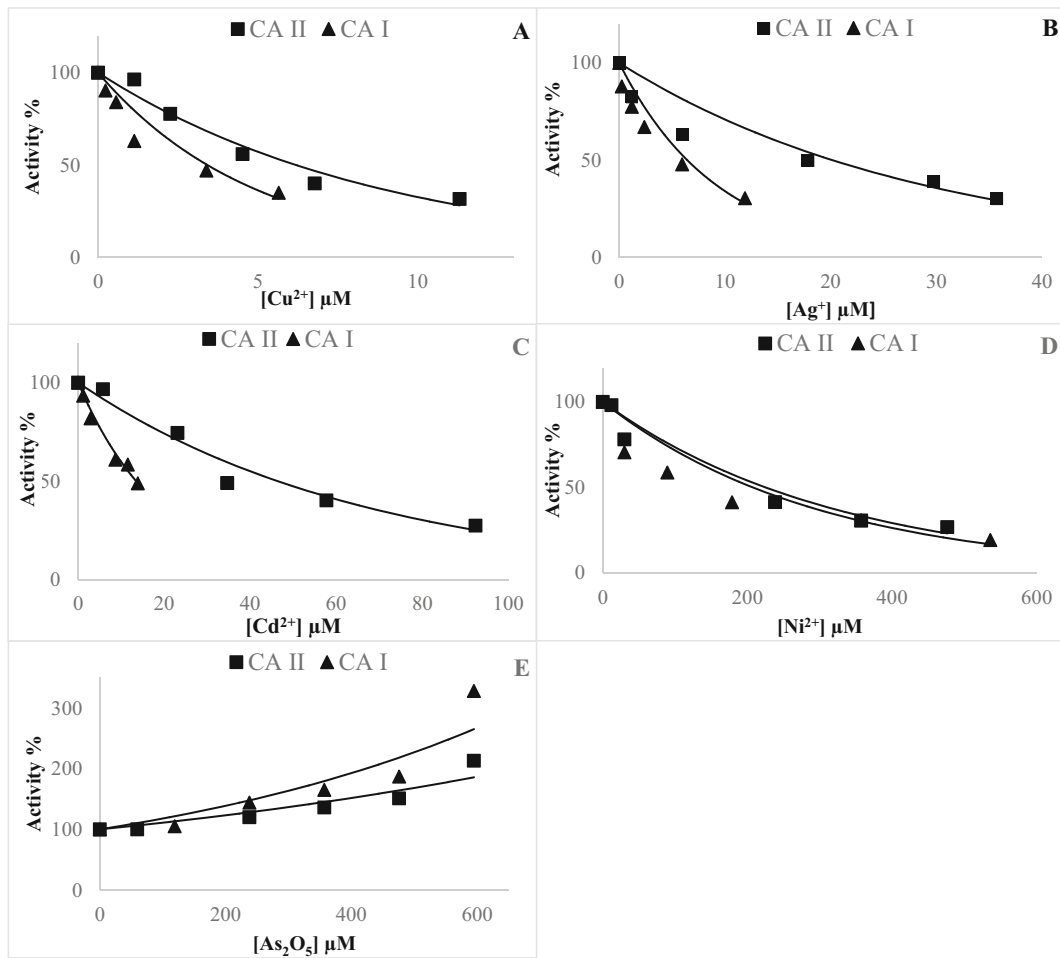 CA II CA I A
Activity %
100
50
0
0 5 10
[Cu²⁺] µM
CA II CA I B
Activity %
100
50
0
0 10 20 30 40
[Ag⁺] µM]
CA II CA I C
Activity %
100
50
0
0 20 40 60 80 100
[Cd²⁺] µM
CA II CA I D
Activity %
100
50
0
0 200 400 600
[Ni²⁺] µM
CA II CA I E
Activity %
300
200
100
0
0 200 400 600
[As₂O₅] µM